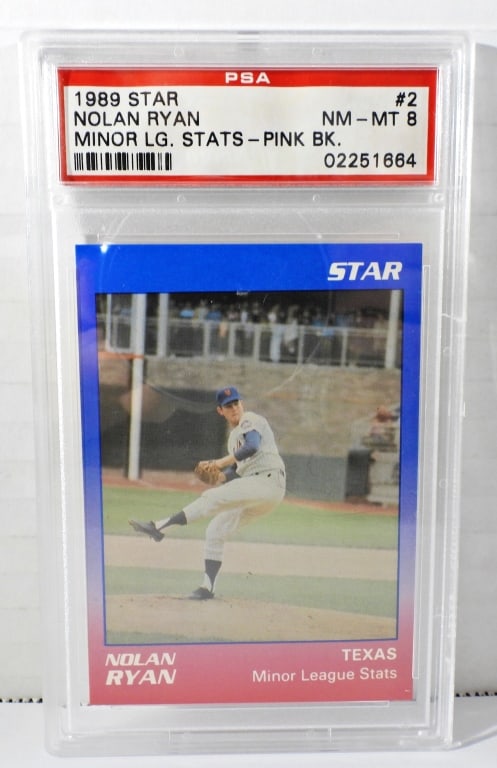 PSA
1989 STAR #2
NOLAN RYAN NM-MT 8
MINOR LG. STATS-PINK BK.
02251664
STAR
NOLAN TEXAS
RYAN Minor League Stats